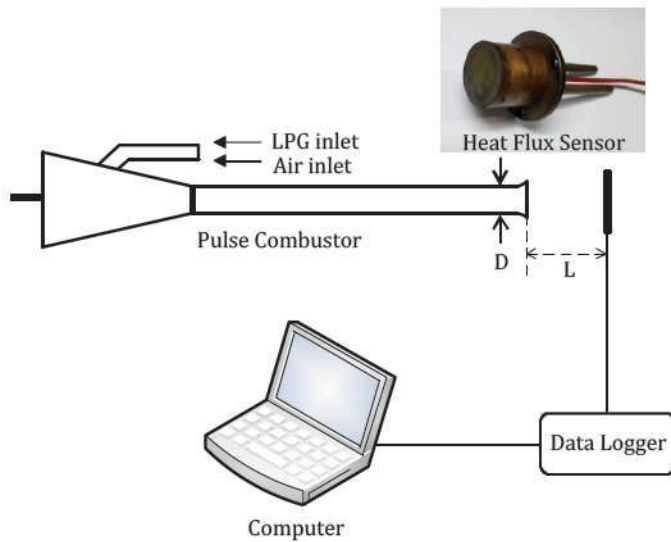 Heat Flux Sensor
LPG inlet
Air inlet
Pulse Combustor
D
L
Data Logger
Computer